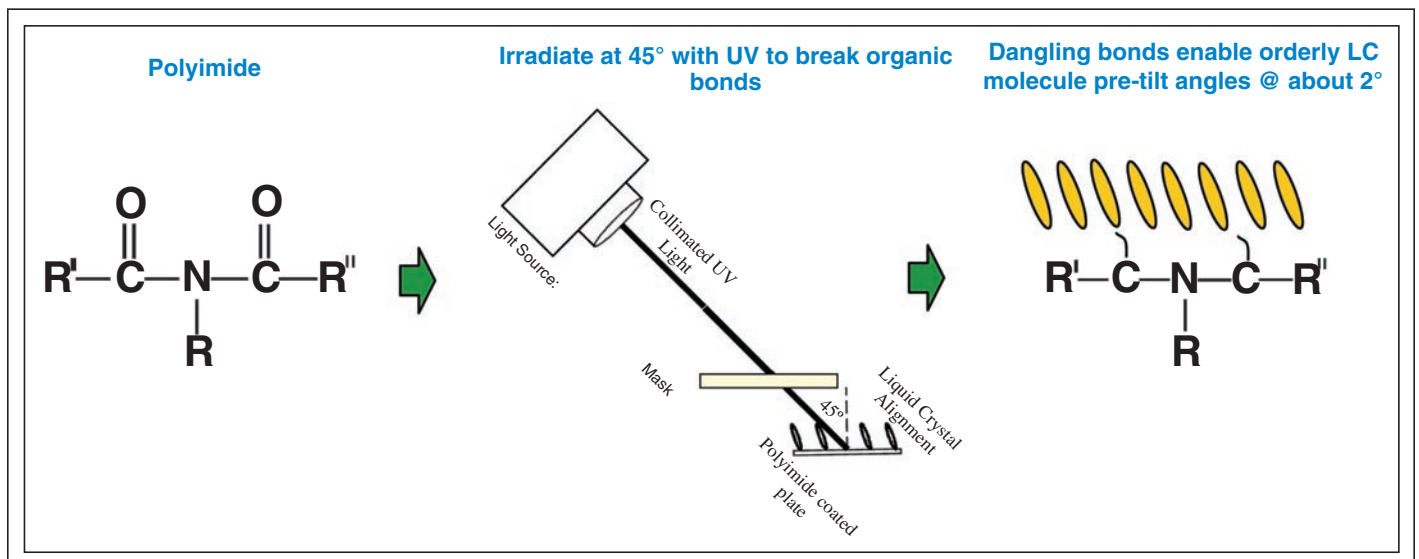 Polyimide
Irradiate at 45° with UV to break organic
bonds
Dangling bonds enable orderly LC
molecule pre-tilt angles @ about 2°
O O
R' C N C R''
R
Light Source:
Collimated UV
Light
Mask
45°
Liquid Crystal
Alignment
Polyimide coated
plate
R' C N C R''
R